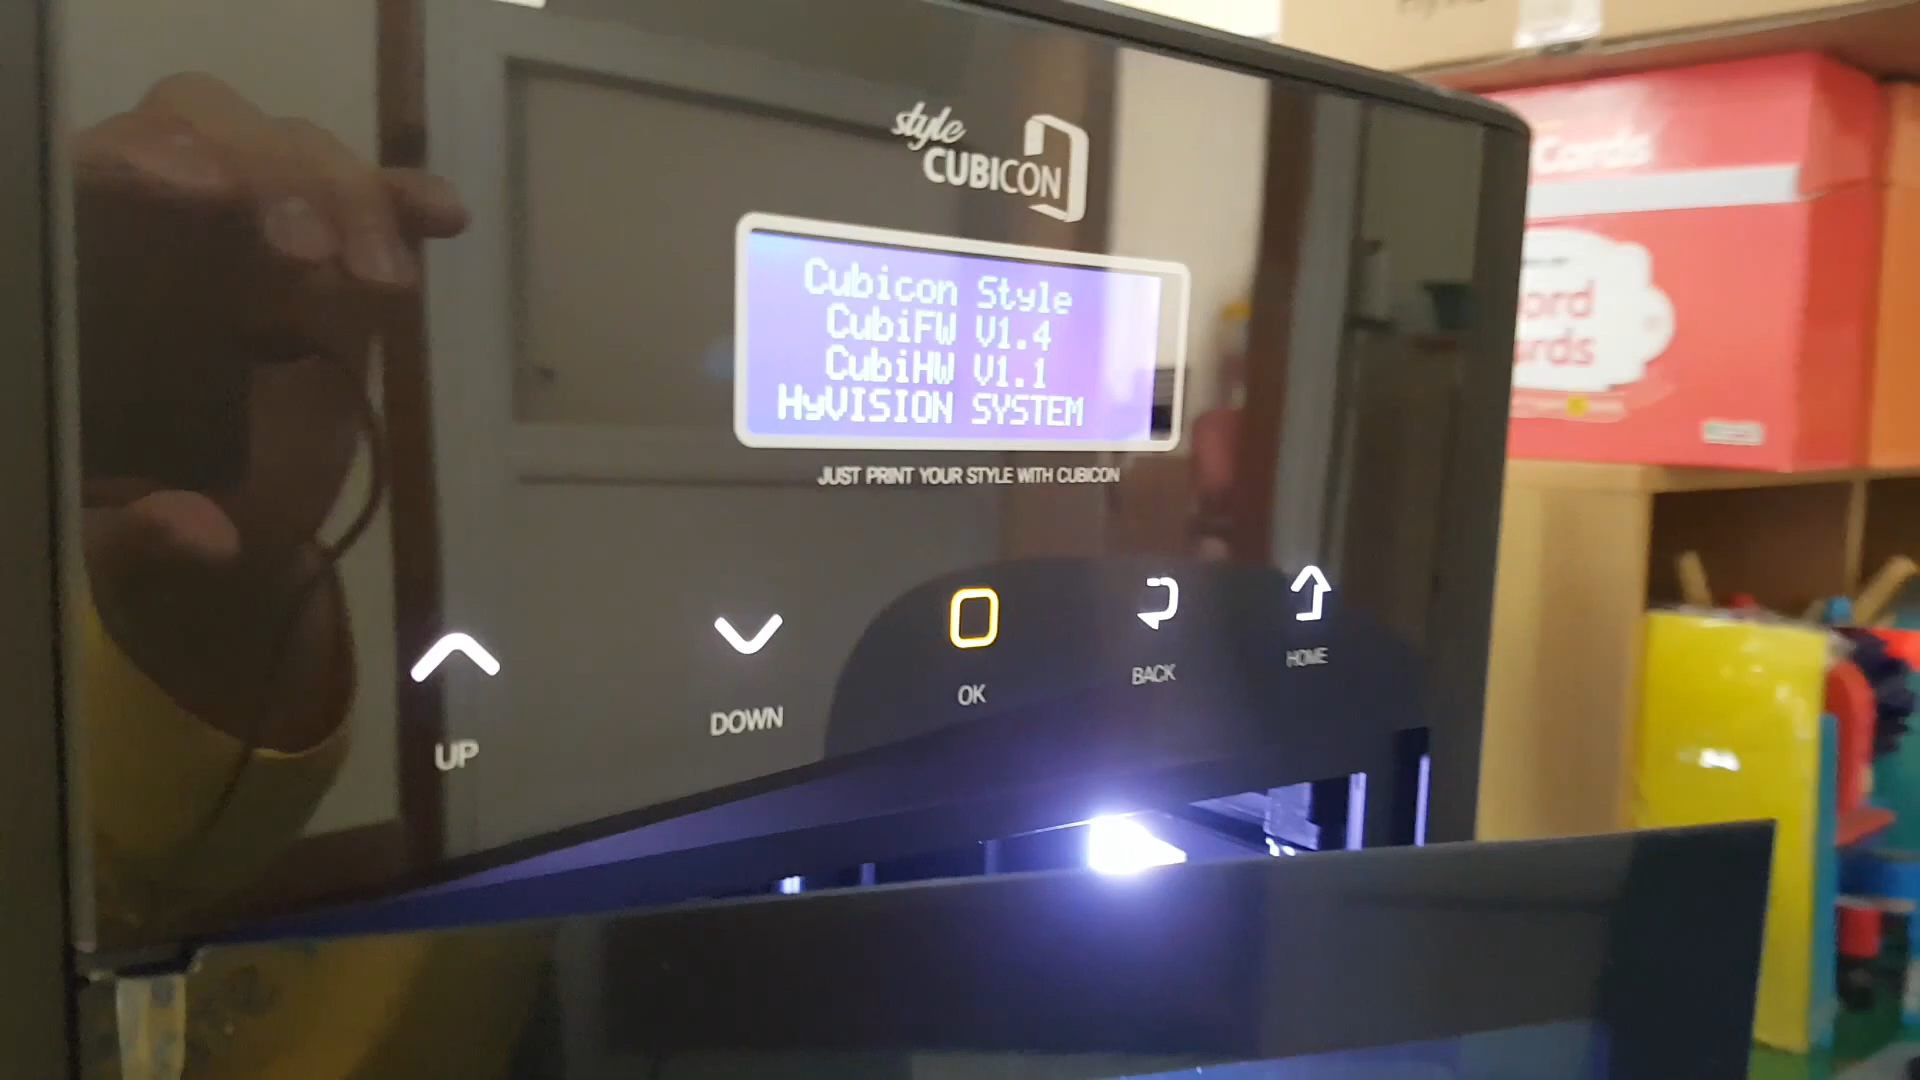 style
CUBICON
Cubicon Style
CubiFW V1.4
CubiHW V1.1
HyVISION SYSTEM
JUST PRINT YOUR STYLE WITH CUBICON
UP
DOWN
OK
BACK
HOME
Cards